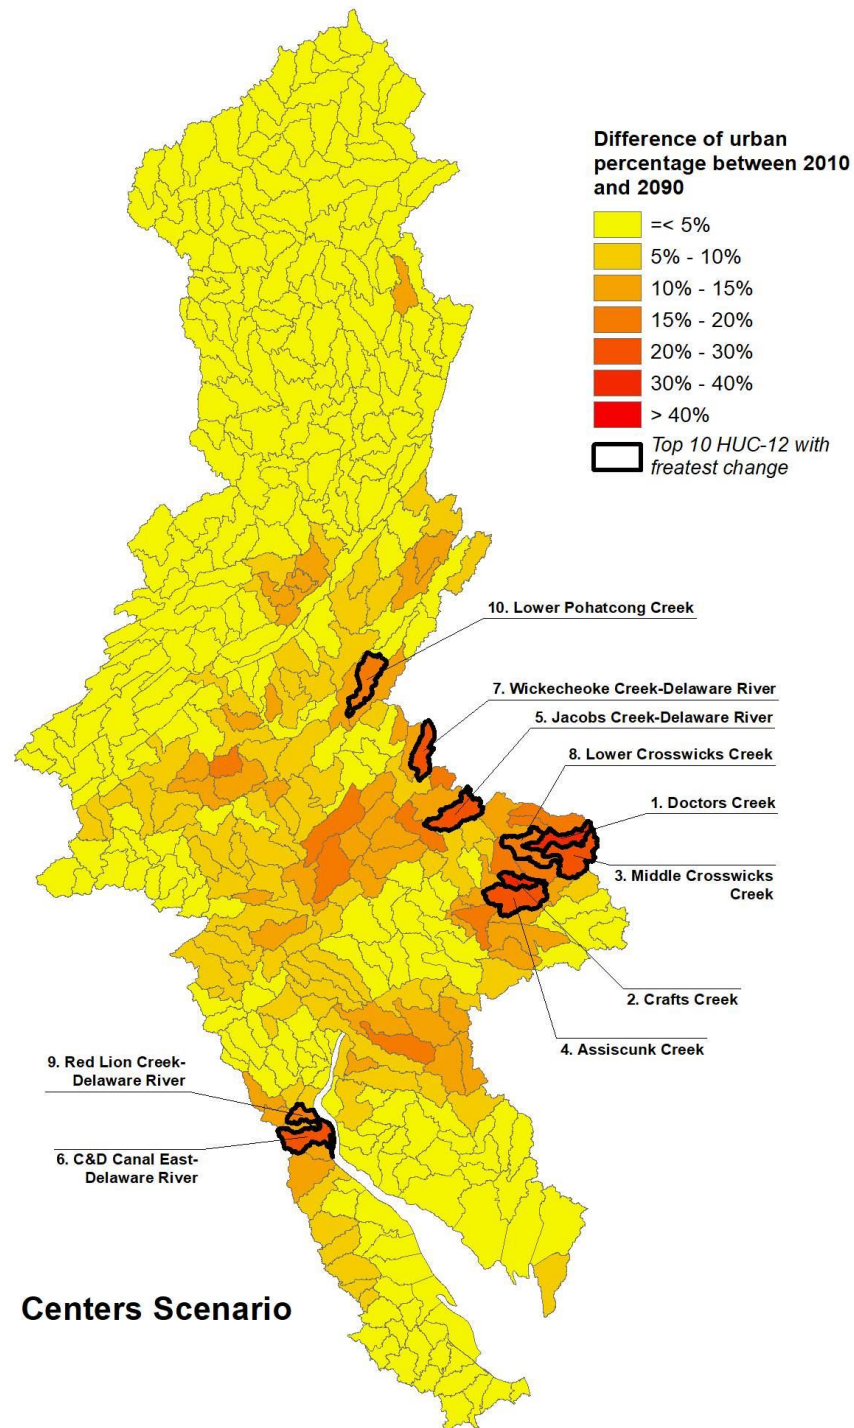 Difference of urban
percentage between 2010
and 2090
=< 5%
5% - 10%
10% - 15%
15% - 20%
20% - 30%
30% - 40%
> 40%
Top 10 HUC-12 with
freatest change
10. Lower Pohatcong Creek
7. Wickecheoke Creek-Delaware River
5. Jacobs Creek-Delaware River
8. Lower Crosswicks Creek
1. Doctors Creek
3. Middle Crosswicks
Creek
2. Crafts Creek
4. Assiscunk Creek
9. Red Lion Creek-
Delaware River
6. C&D Canal East-
Delaware River
Centers Scenario